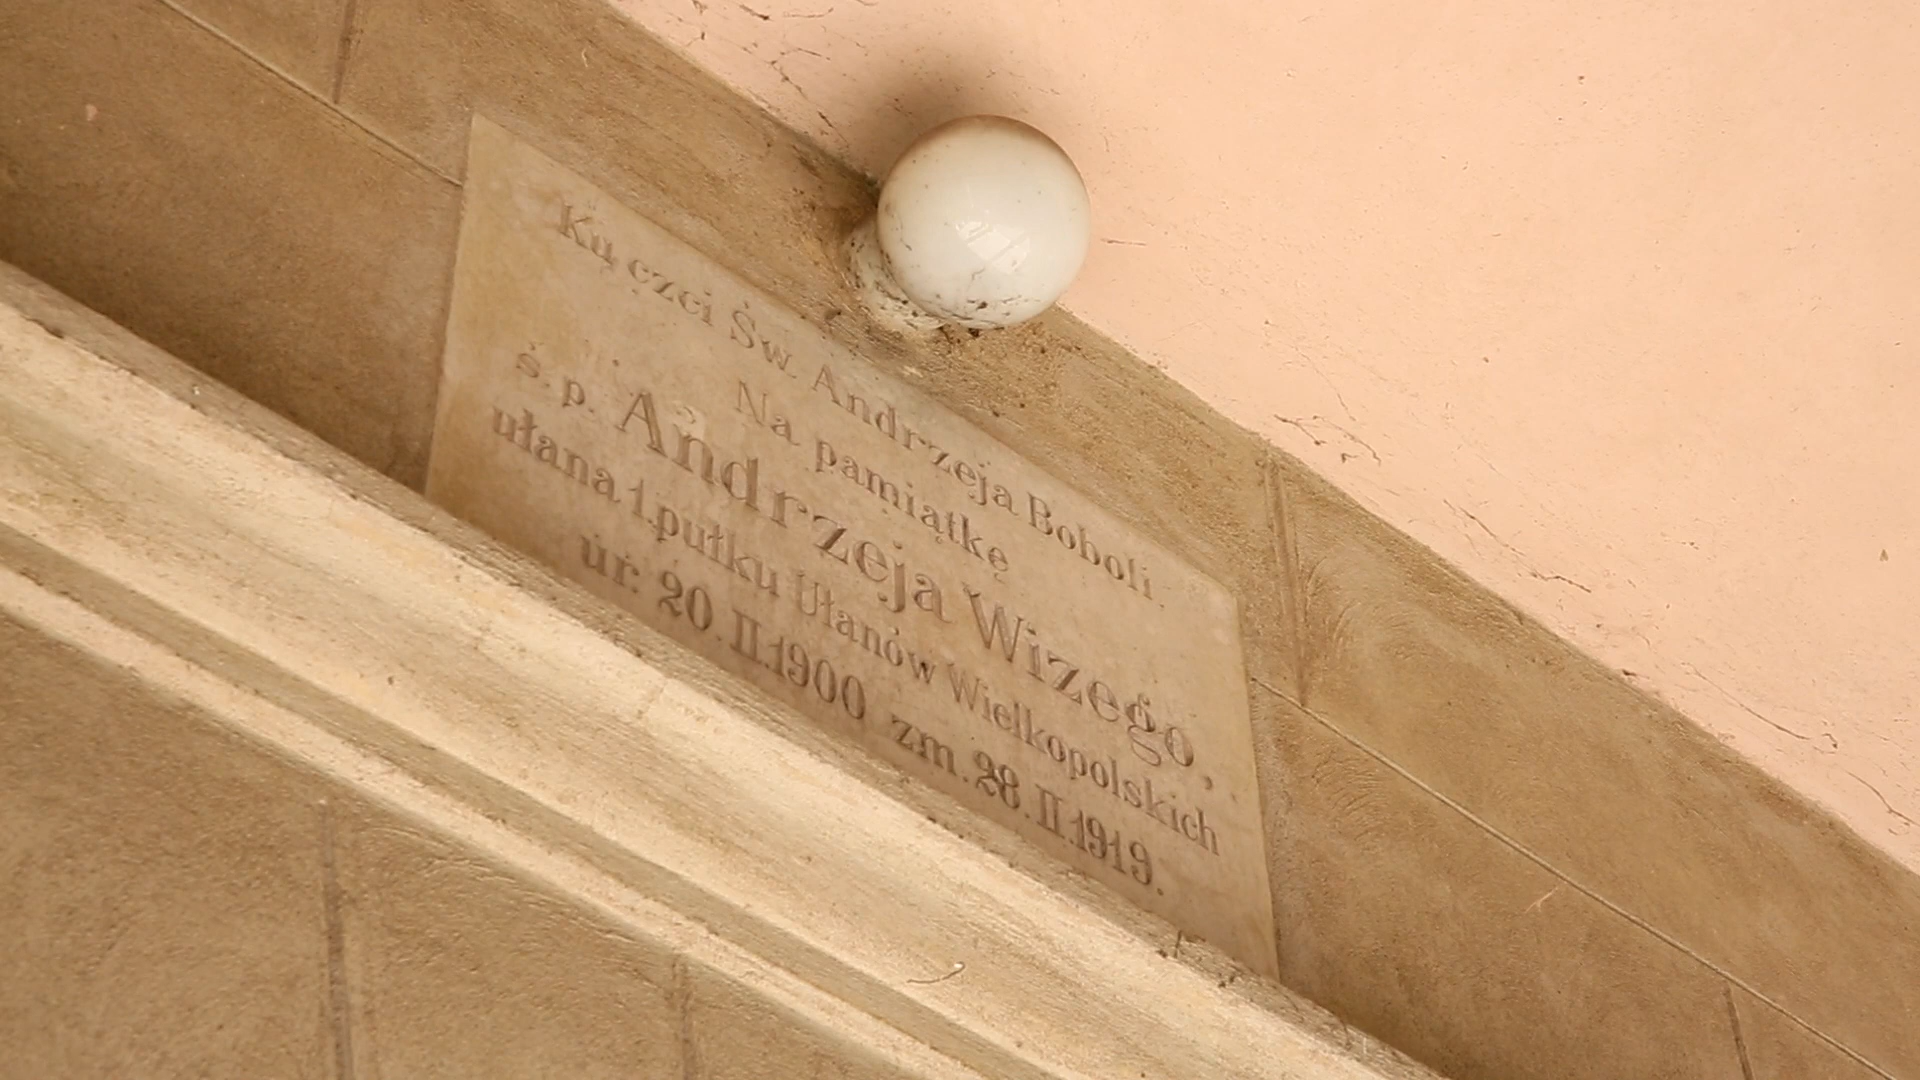 Ku czci Św. Andrzeja Boboli.
Na pamiątkę
ś. p. Andrzeja Wizego,
ułana 1. pułku Ułanów Wielkopolskich
ur. 20. II. 1900 zm. 28. II. 1919.